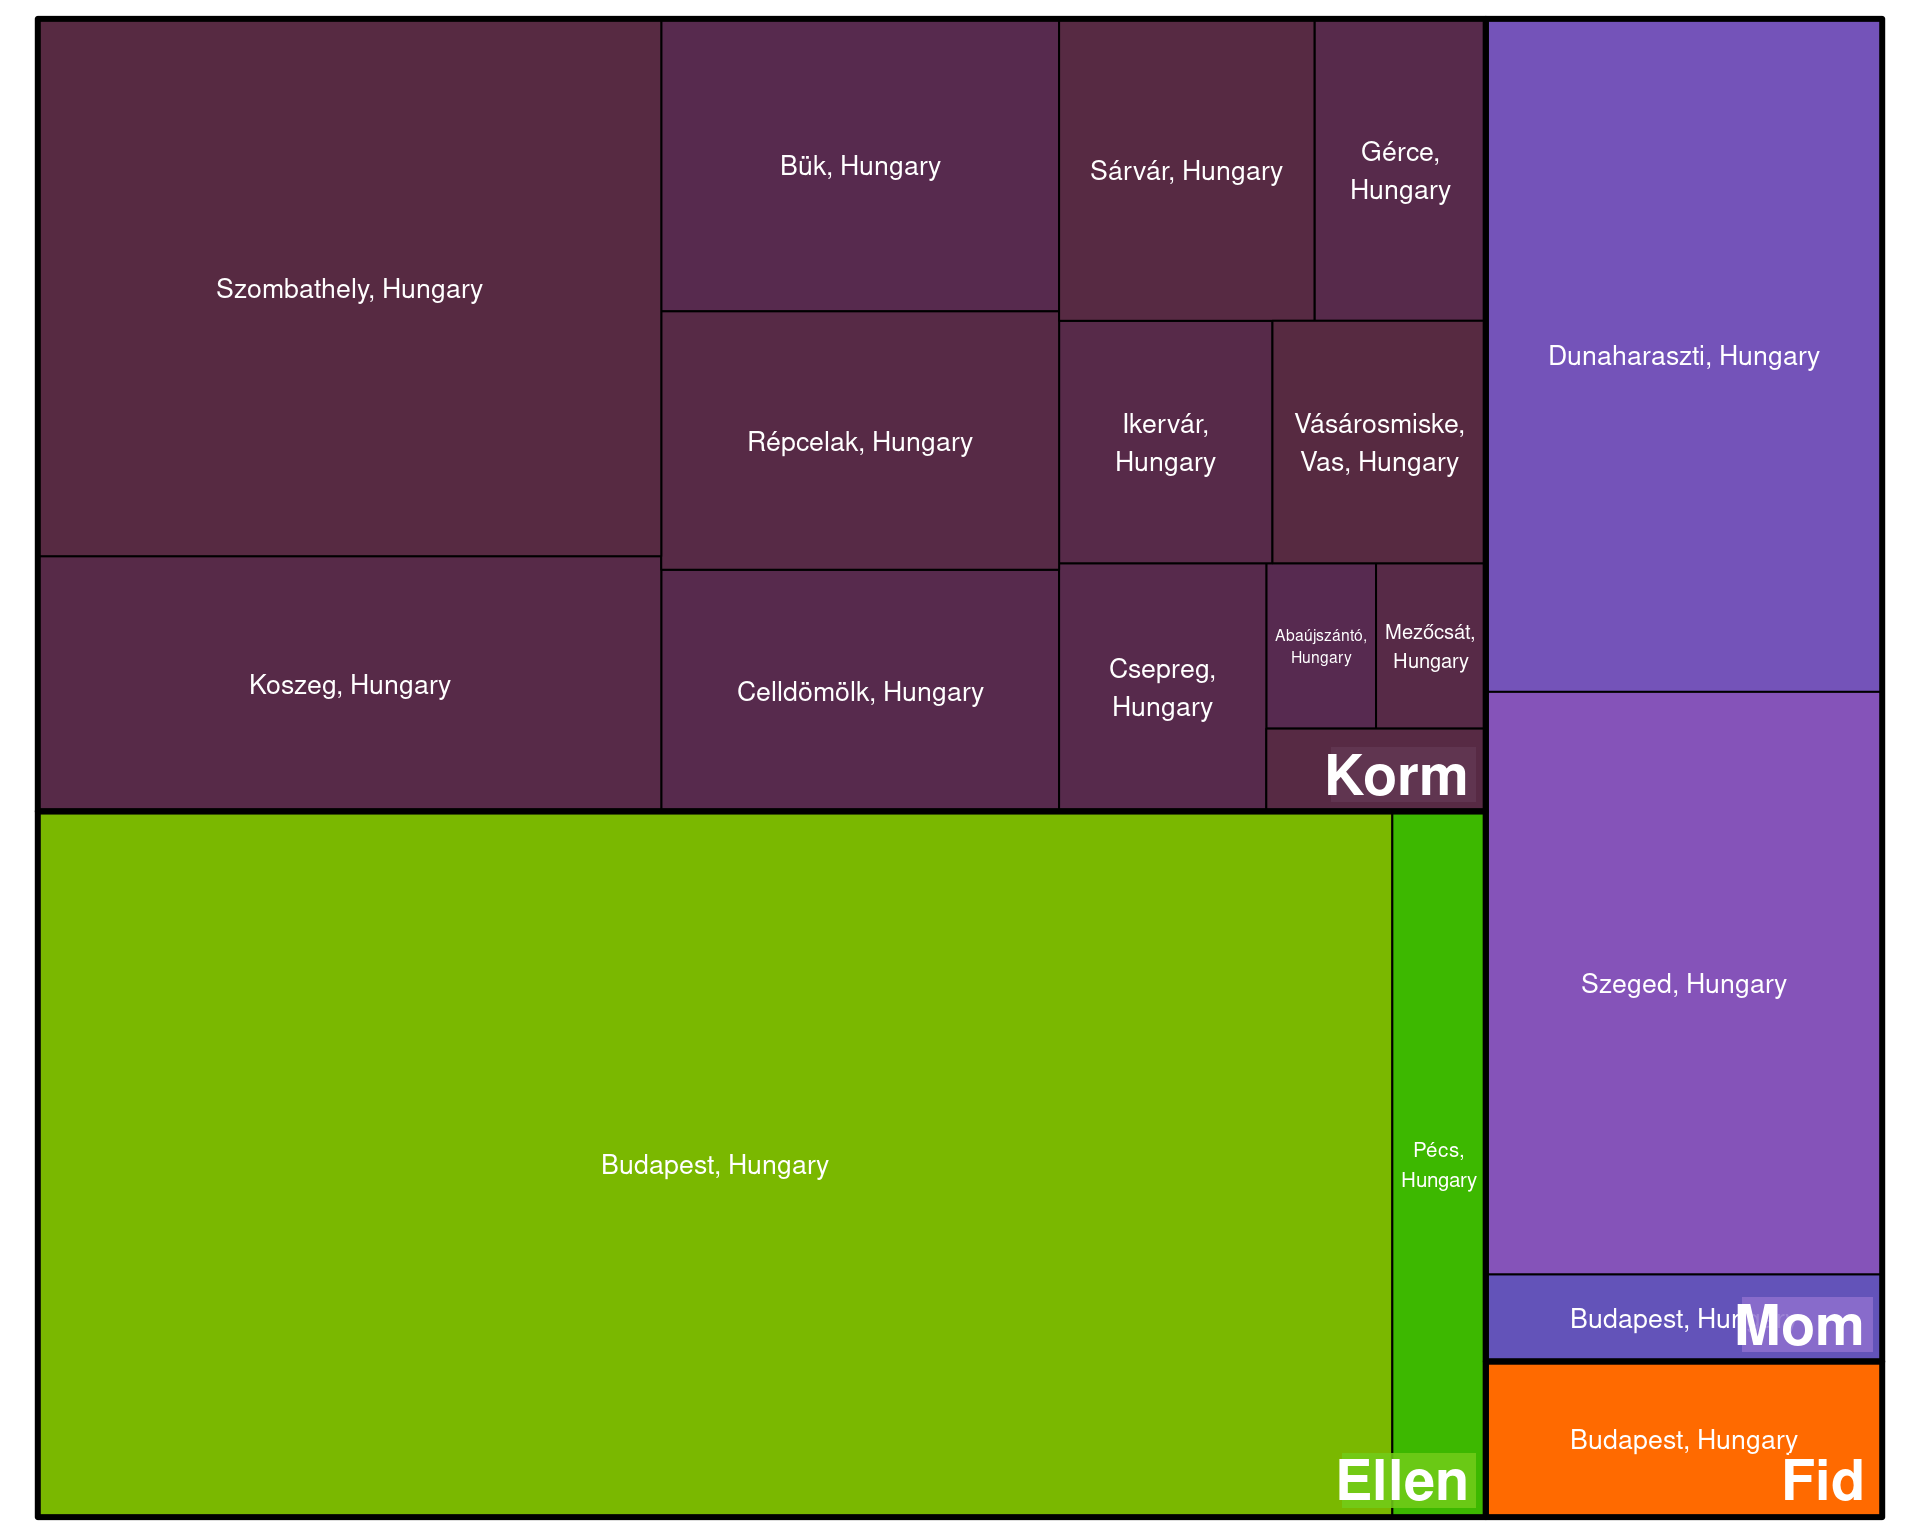 Szombathely, Hungary
Koszeg, Hungary
Bük, Hungary
Répcelak, Hungary
Celldömölk, Hungary
Sárvár, Hungary
Gérce,
Hungary
Ikervár,
Hungary
Vásárosmiske,
Vas, Hungary
Csepreg,
Hungary
Abaújszántó,
Hungary
Mezőcsát,
Hungary
Korm
Budapest, Hungary
Pécs,
Hungary
Ellen
Dunaharaszti, Hungary
Szeged, Hungary
Budapest,
Mom
Budapest, Hungary
Fid